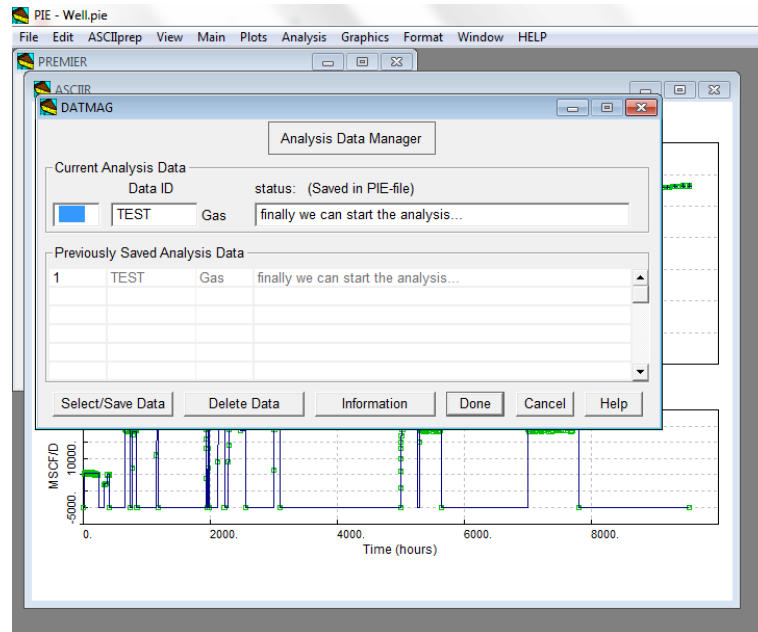 PIE - Well.pie
File Edit ASCIIprep View Main Plots Analysis Graphics Format Window HELP
PREMIER
ASCIIR
DATMAG
Analysis Data Manager
Current Analysis Data
Data ID status: (Saved in PIE-file)
TEST Gas finally we can start the analysis...
Previously Saved Analysis Data
1 TEST Gas finally we can start the analysis...
Select/Save Data Delete Data Information Done Cancel Help
MSCF/D
10000.
-5000.
0. 2000. 4000. 6000. 8000.
Time (hours)